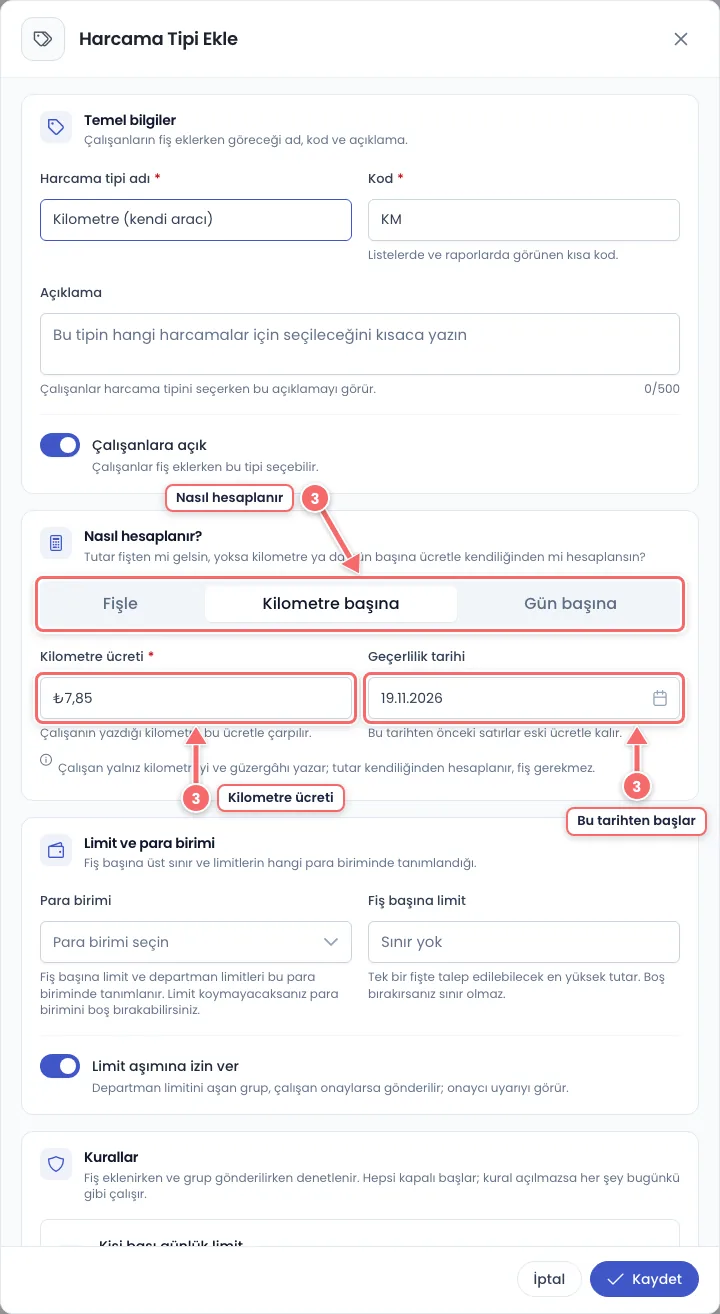 Harcama Tipi Ekle
Temel bilgiler
Çalışanların fiş eklerken göreceği ad, kod ve açıklama.
Harcama tipi adı *
Kod *
Kilometre (kendi aracı)
KM
Listelerde ve raporlarda görünen kısa kod.
Açıklama
Bu tipin hangi harcamalar için seçileceğini kısaca yazın
Çalışanlar harcama tipini seçerken bu açıklamayı görür.
0/500
Çalışanlara açık
Çalışanlar fiş eklerken bu tipi seçebilir.
Nasıl hesaplanır
3
Nasıl hesaplanır?
Tutar fişten mi gelsin, yoksa kilometre ya da gün başına ücretle kendiliğinden mi hesaplansın?
Fişle
Kilometre başına
Gün başına
Kilometre ücreti *
Geçerlilik tarihi
₺7,85
19.11.2026
Çalışanın yazdığı kilometre bu ücretle çarpılır.
Bu tarihten önceki satırlar eski ücretle kalır.
Çalışan yalnız kilometreyi ve güzergâhı yazar; tutar kendiliğinden hesaplanır, fiş gerekmez.
3
Kilometre ücreti
3
Bu tarihten başlar
Limit ve para birimi
Fiş başına üst sınır ve limitlerin hangi para biriminde tanımlandığı.
Para birimi
Fiş başına limit
Para birimi seçin
Sınır yok
Fiş başına limit ve departman limitleri bu para
biriminde tanımlanır. Limit koymayacaksanız para
birimini boş bırakabilirsiniz.
Tek bir fişte talep edilebilecek en yüksek tutar. Boş
bırakırsanız sınır olmaz.
Limit aşımına izin ver
Departman limitini aşan grup, çalışan onaylarsa gönderilir; onaycı uyarıyı görür.
Kurallar
Fiş eklenirken ve grup gönderilirken denetlenir. Hepsi kapalı başlar; kural açılmazsa her şey bugünkü
gibi çalışır.
Kişi başı günlük limit
İptal
Kaydet